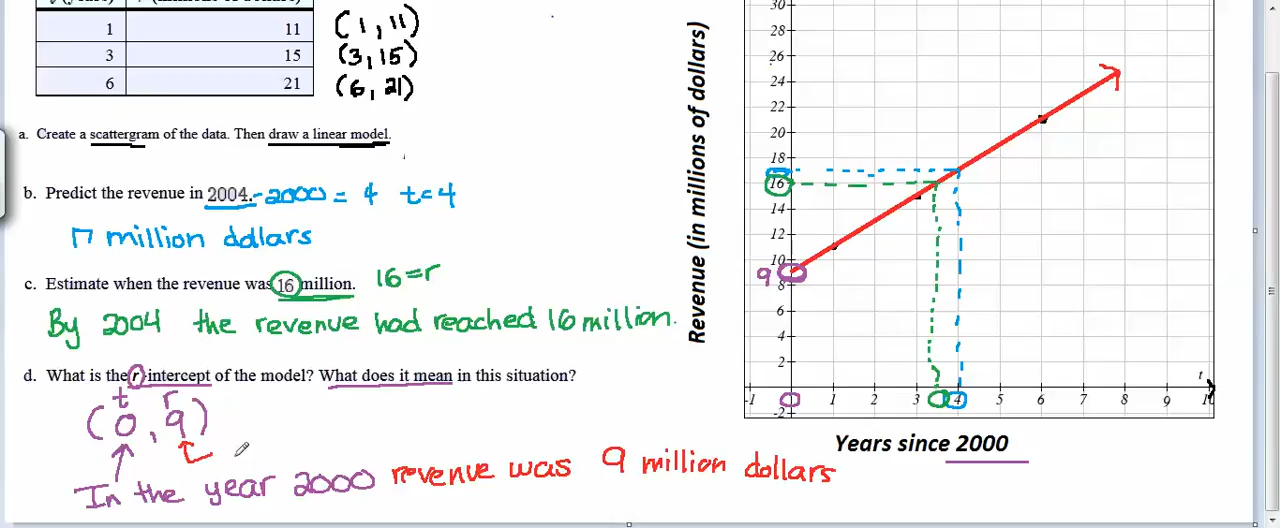 1 11 (1, 11)
3 15 (3, 15)
6 21 (6, 21)
a. Create a scattergram of the data. Then draw a linear model.
b. Predict the revenue in 2004. -2000 = 4 t=4
17 million dollars
c. Estimate when the revenue was 16 million. 16=r
By 2004 the revenue had reached 16 million.
d. What is the r-intercept of the model? What does it mean in this situation?
t r
(0, 9)
In the year 2000 revenue was 9 million dollars
Revenue (in millions of dollars)
30
28
26
24
22
20
18
16
14
12
10
9
8
6
4
2
-2
t
-1 1 2 3 4 5 6 7 8 9 10
Years since 2000